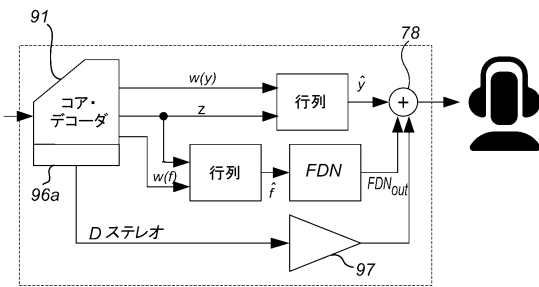 91
78
w(y)
ŷ
コア・
デコーダ
行列
+
z
96a
w(f)
行列
f̂
FDN
FDNout
D ステレオ
97